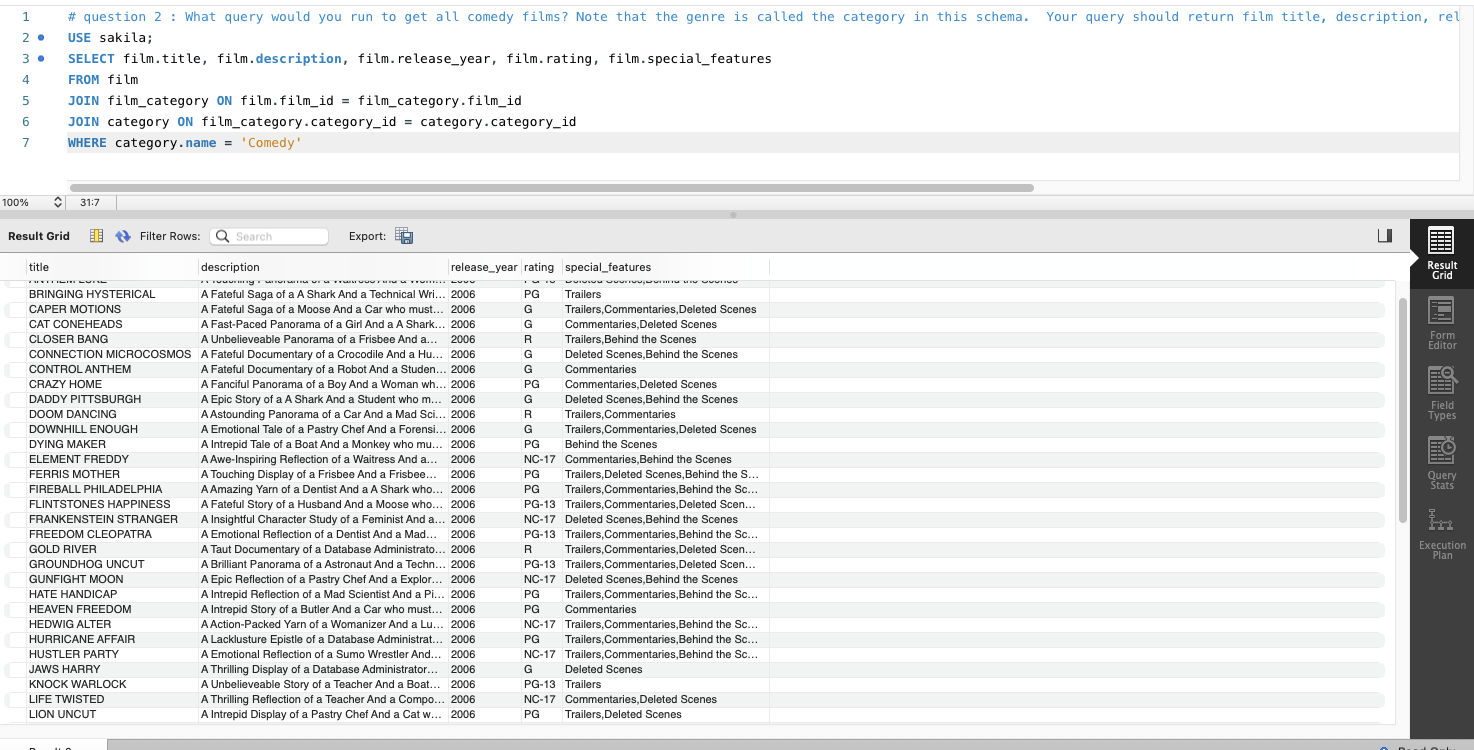 1 # question 2 : What query would you run to get all comedy films? Note that the genre is called the category in this schema.  Your query should return film title, description, rel
2 USE sakila;
3 SELECT film.title, film.description, film.release_year, film.rating, film.special_features
4 FROM film
5 JOIN film_category ON film.film_id = film_category.film_id
6 JOIN category ON film_category.category_id = category.category_id
7 WHERE category.name = 'Comedy'
100% 31:7
Result Grid Filter Rows: Search Export:
title description release_year rating special_features
BRINGING HYSTERICAL A Fateful Saga of a A Shark And a Technical Wri... 2006 PG Trailers
CAPER MOTIONS A Fateful Saga of a Moose And a Car who must... 2006 G Trailers,Commentaries,Deleted Scenes
CAT CONEHEADS A Fast-Paced Panorama of a Girl And a A Shark... 2006 G Commentaries,Deleted Scenes
CLOSER BANG A Unbelieveable Panorama of a Frisbee And a... 2006 R Trailers,Behind the Scenes
CONNECTION MICROCOSMOS A Fateful Documentary of a Crocodile And a Hu... 2006 G Deleted Scenes,Behind the Scenes
CONTROL ANTHEM A Fateful Documentary of a Robot And a Studen... 2006 G Commentaries
CRAZY HOME A Fanciful Panorama of a Boy And a Woman wh... 2006 PG Commentaries,Deleted Scenes
DADDY PITTSBURGH A Epic Story of a A Shark And a Student who m... 2006 G Deleted Scenes,Behind the Scenes
DOOM DANCING A Astounding Panorama of a Car And a Mad Sci... 2006 R Trailers,Commentaries
DOWNHILL ENOUGH A Emotional Tale of a Pastry Chef And a Forensi... 2006 G Trailers,Commentaries,Deleted Scenes
DYING MAKER A Intrepid Tale of a Boat And a Monkey who mu... 2006 PG Behind the Scenes
ELEMENT FREDDY A Awe-Inspiring Reflection of a Waitress And a... 2006 NC-17 Commentaries,Behind the Scenes
FERRIS MOTHER A Touching Display of a Frisbee And a Frisbee... 2006 PG Trailers,Deleted Scenes,Behind the S...
FIREBALL PHILADELPHIA A Amazing Yarn of a Dentist And a A Shark who... 2006 PG Trailers,Commentaries,Behind the Sc...
FLINTSTONES HAPPINESS A Fateful Story of a Husband And a Moose who... 2006 PG-13 Trailers,Commentaries,Deleted Scen...
FRANKENSTEIN STRANGER A Insightful Character Study of a Feminist And a... 2006 NC-17 Deleted Scenes,Behind the Scenes
FREEDOM CLEOPATRA A Emotional Reflection of a Dentist And a Mad... 2006 PG-13 Trailers,Commentaries,Behind the Sc...
GOLD RIVER A Taut Documentary of a Database Administrato... 2006 R Trailers,Commentaries,Deleted Scen...
GROUNDHOG UNCUT A Brilliant Panorama of a Astronaut And a Techn... 2006 PG-13 Trailers,Commentaries,Deleted Scen...
GUNFIGHT MOON A Epic Reflection of a Pastry Chef And a Explor... 2006 NC-17 Deleted Scenes,Behind the Scenes
HATE HANDICAP A Intrepid Reflection of a Mad Scientist And a Pi... 2006 PG Trailers,Commentaries,Behind the Sc...
HEAVEN FREEDOM A Intrepid Story of a Butler And a Car who must... 2006 PG Commentaries
HEDWIG ALTER A Action-Packed Yarn of a Womanizer And a Lu... 2006 NC-17 Trailers,Commentaries,Behind the Sc...
HURRICANE AFFAIR A Lacklusture Epistle of a Database Administrat... 2006 PG Trailers,Commentaries,Behind the Sc...
HUSTLER PARTY A Emotional Reflection of a Sumo Wrestler And... 2006 NC-17 Trailers,Commentaries,Behind the Sc...
JAWS HARRY A Thrilling Display of a Database Administrator... 2006 G Deleted Scenes
KNOCK WARLOCK A Unbelieveable Story of a Teacher And a Boat... 2006 PG-13 Trailers
LIFE TWISTED A Thrilling Reflection of a Teacher And a Compo... 2006 NC-17 Commentaries,Deleted Scenes
LION UNCUT A Intrepid Display of a Pastry Chef And a Cat w... 2006 PG Trailers,Deleted Scenes
Result
Grid
Form
Editor
Field
Types
Query
Stats
Execution
Plan